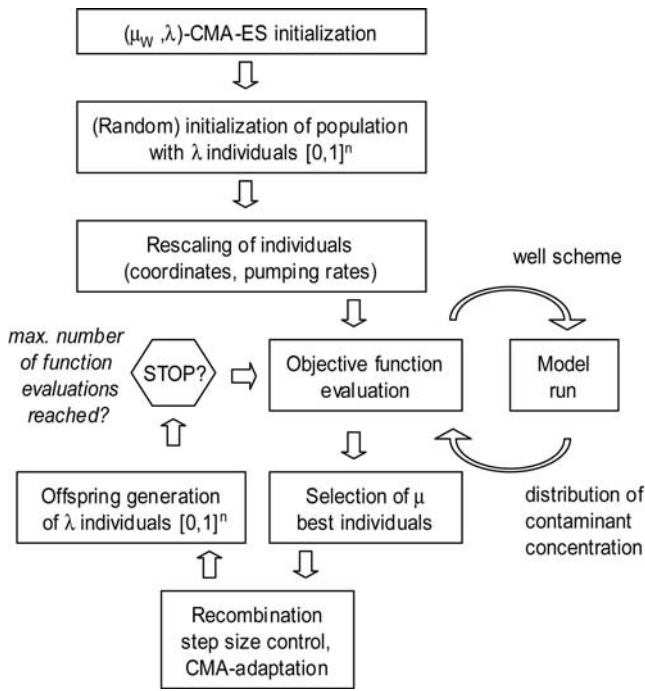 (μW ,λ)-CMA-ES initialization
(Random) initialization of population
with λ individuals [0,1]ⁿ
Rescaling of individuals
(coordinates, pumping rates)
well scheme
max. number
of function
evaluations
reached?
STOP?
Objective function
evaluation
Model
run
Offspring generation
of λ individuals [0,1]ⁿ
Selection of μ
best individuals
distribution of
contaminant
concentration
Recombination
step size control,
CMA-adaptation